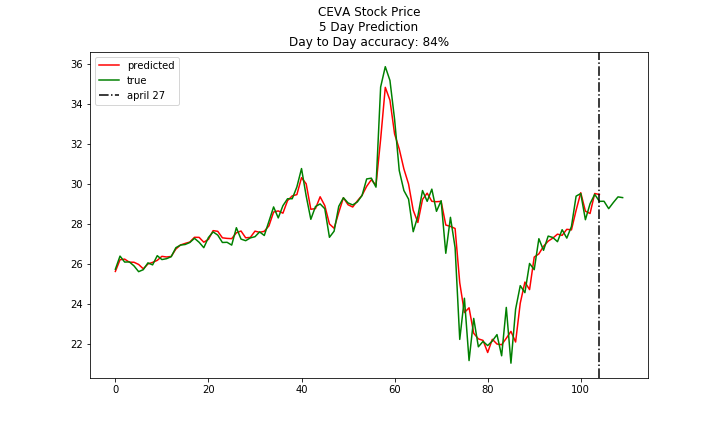 CEVA Stock Price
5 Day Prediction
Day to Day accuracy: 84%
predicted
true
april 27
36
34
32
30
28
26
24
22
0 20 40 60 80 100